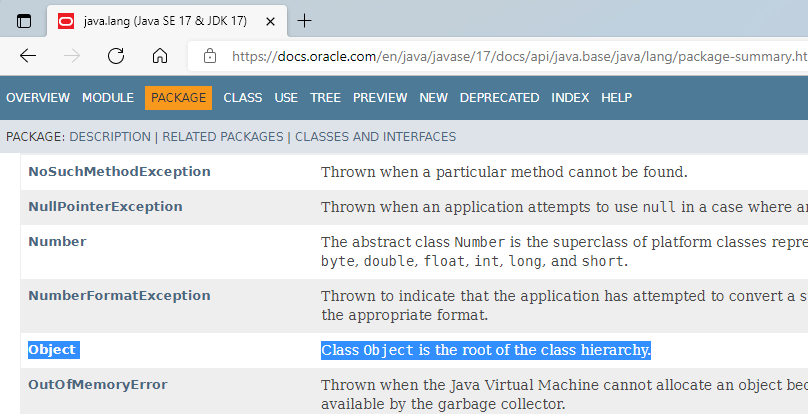 java.lang (Java SE 17 & JDK 17)
https://docs.oracle.com/en/java/javase/17/docs/api/java.base/java/lang/package-summary.ht
OVERVIEW MODULE PACKAGE CLASS USE TREE PREVIEW NEW DEPRECATED INDEX HELP
PACKAGE: DESCRIPTION | RELATED PACKAGES | CLASSES AND INTERFACES
NoSuchMethodException Thrown when a particular method cannot be found.
NullPointerException Thrown when an application attempts to use null in a case where
Number The abstract class Number is the superclass of platform classes
byte, double, float, int, long, and short.
NumberFormatException Thrown to indicate that the application has attempted to convert a
the appropriate format.
Object Class Object is the root of the class hierarchy.
OutOfMemoryError Thrown when the Java Virtual Machine cannot allocate an object
available by the garbage collector.